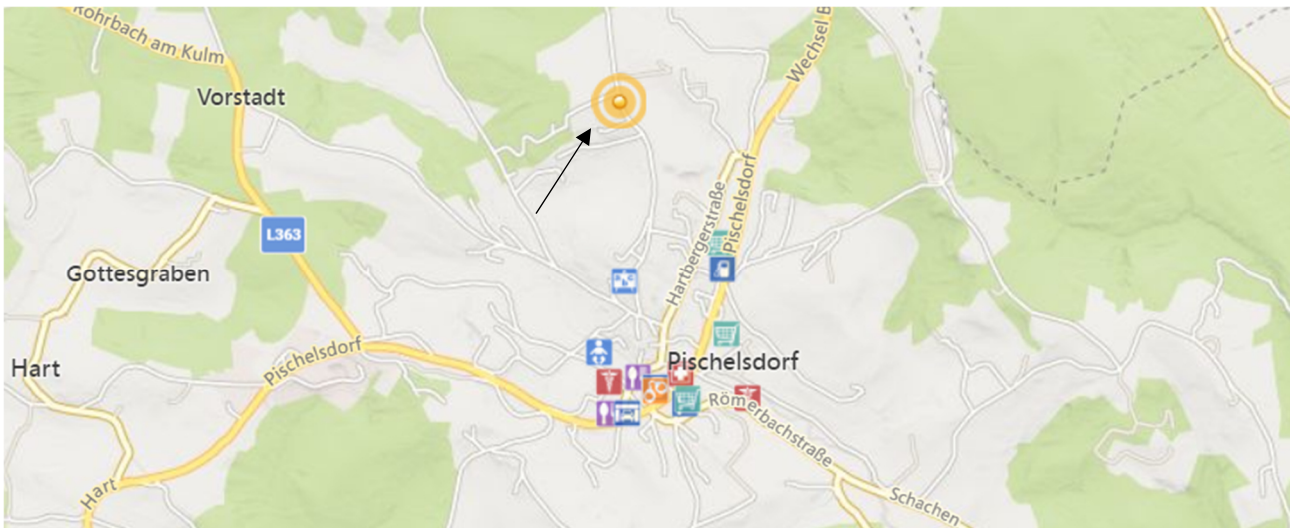 Rohrbach am Kulm
Wechsel B
Vorstadt
L363
Hartbergerstraße
Pischelsdorf
Gottesgraben
Pischelsdorf
Hart
Pischelsdorf
Römerbachstraße
Hart
Schachen